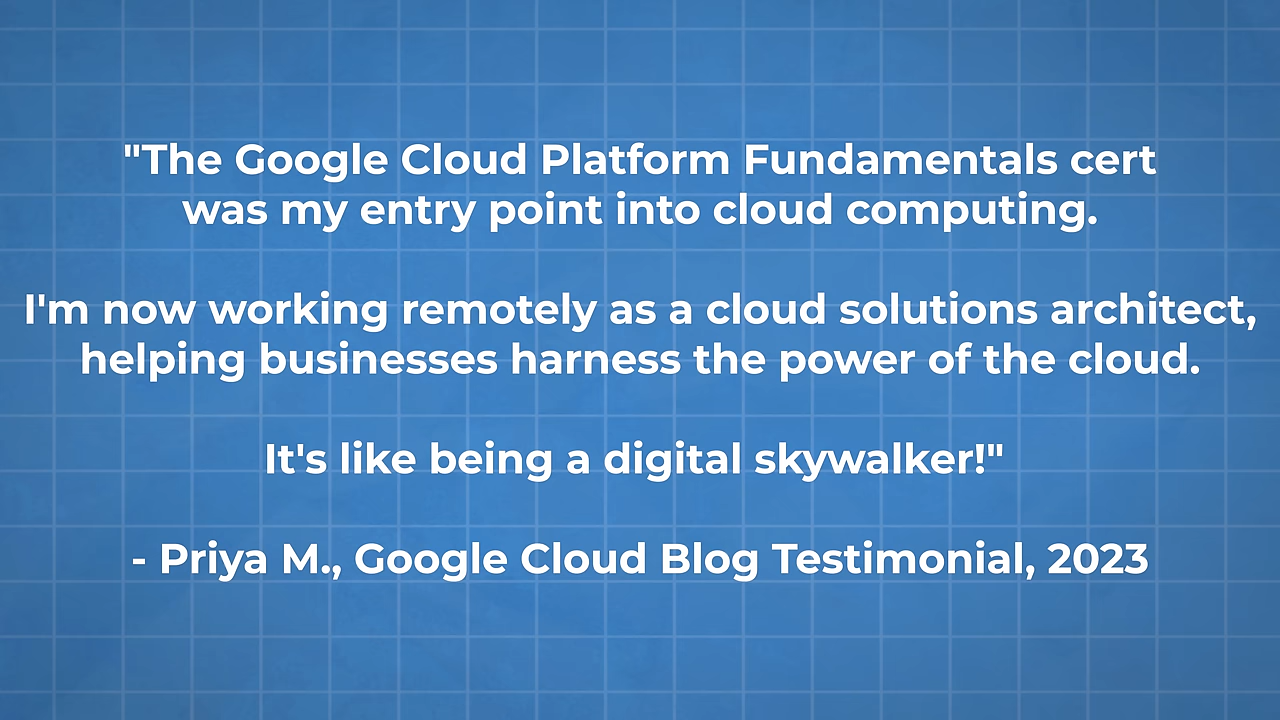 "The Google Cloud Platform Fundamentals cert
was my entry point into cloud computing.
I'm now working remotely as a cloud solutions architect,
helping businesses harness the power of the cloud.
It's like being a digital skywalker!"
- Priya M., Google Cloud Blog Testimonial, 2023